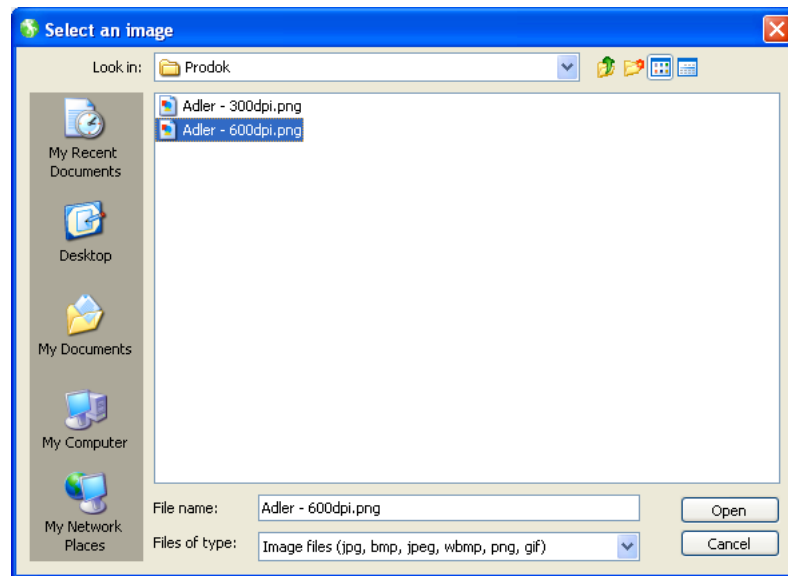 Select an image
Look in:
Prodok
Adler - 300dpi.png
Adler - 600dpi.png
My Recent
Documents
Desktop
My Documents
My Computer
My Network
Places
File name:
Adler - 600dpi.png
Open
Files of type:
Image files (jpg, bmp, jpeg, wbmp, png, gif)
Cancel